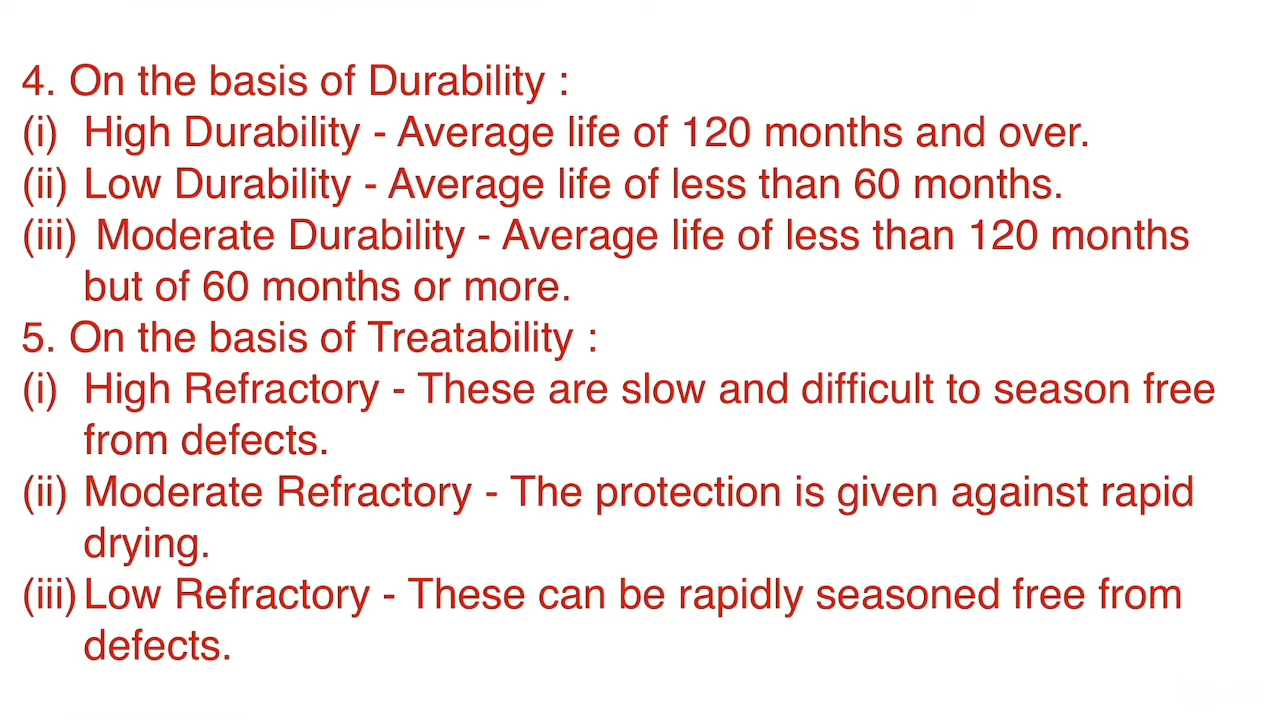 4. On the basis of Durability :
(i) High Durability - Average life of 120 months and over.
(ii) Low Durability - Average life of less than 60 months.
(iii) Moderate Durability - Average life of less than 120 months
but of 60 months or more.
5. On the basis of Treatability :
(i) High Refractory - These are slow and difficult to season free
from defects.
(ii) Moderate Refractory - The protection is given against rapid
drying.
(iii) Low Refractory - These can be rapidly seasoned free from
defects.